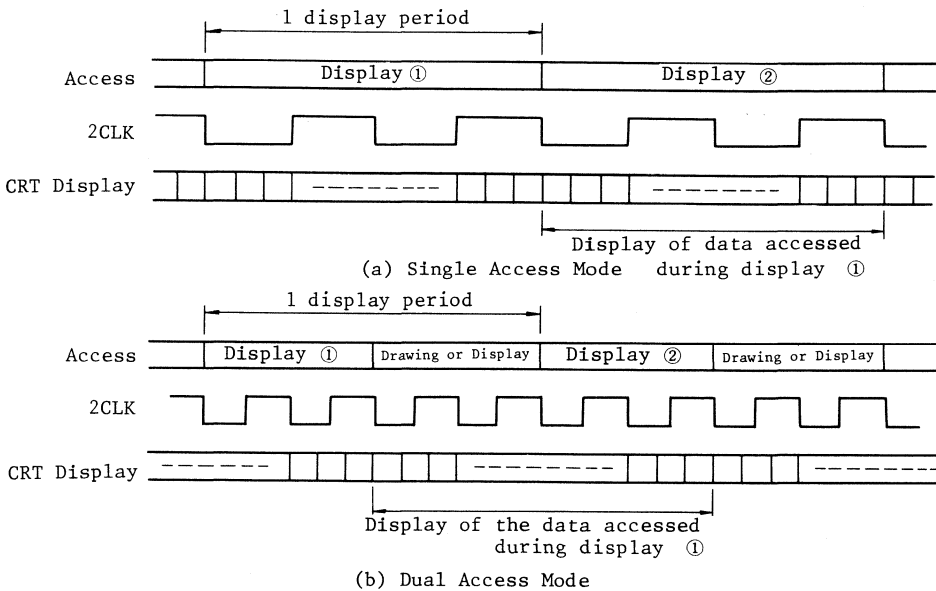 1 display period
Access Display ① Display ②
2CLK
CRT Display
Display of data accessed
(a) Single Access Mode during display ①
1 display period
Access Display ① Drawing or Display Display ② Drawing or Display
2CLK
CRT Display
Display of the data accessed
during display ①
(b) Dual Access Mode